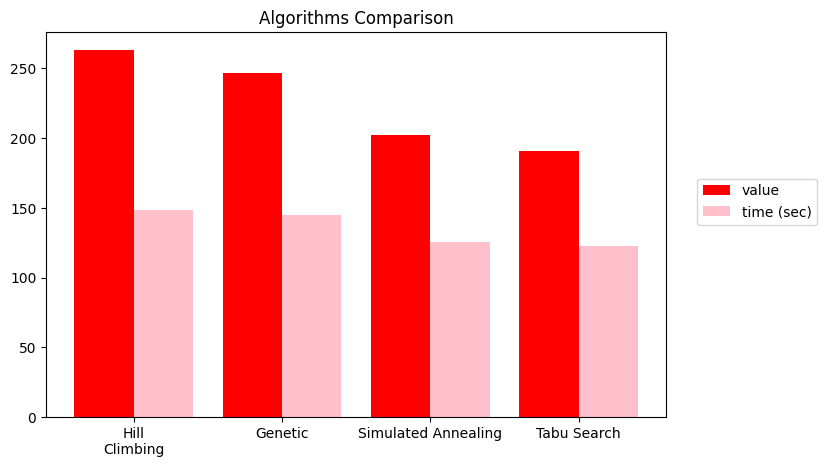 Algorithms Comparison
250
200
150
100
50
0
Hill
Climbing
Genetic
Simulated Annealing
Tabu Search
value
time (sec)